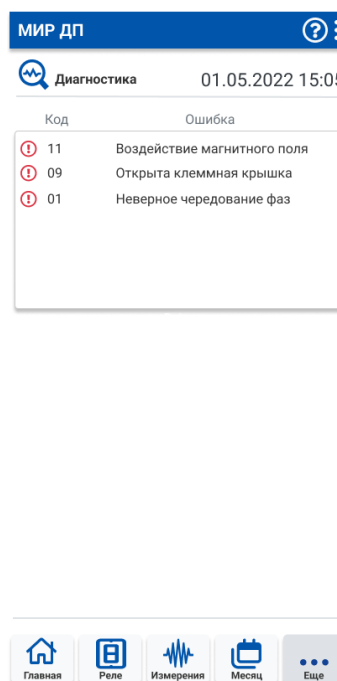 МИР ДП
Диагностика 01.05.2022 15:05
Код Ошибка
11 Воздействие магнитного поля
09 Открыта клеммная крышка
01 Неверное чередование фаз
Главная Реле Измерения Месяц Еще